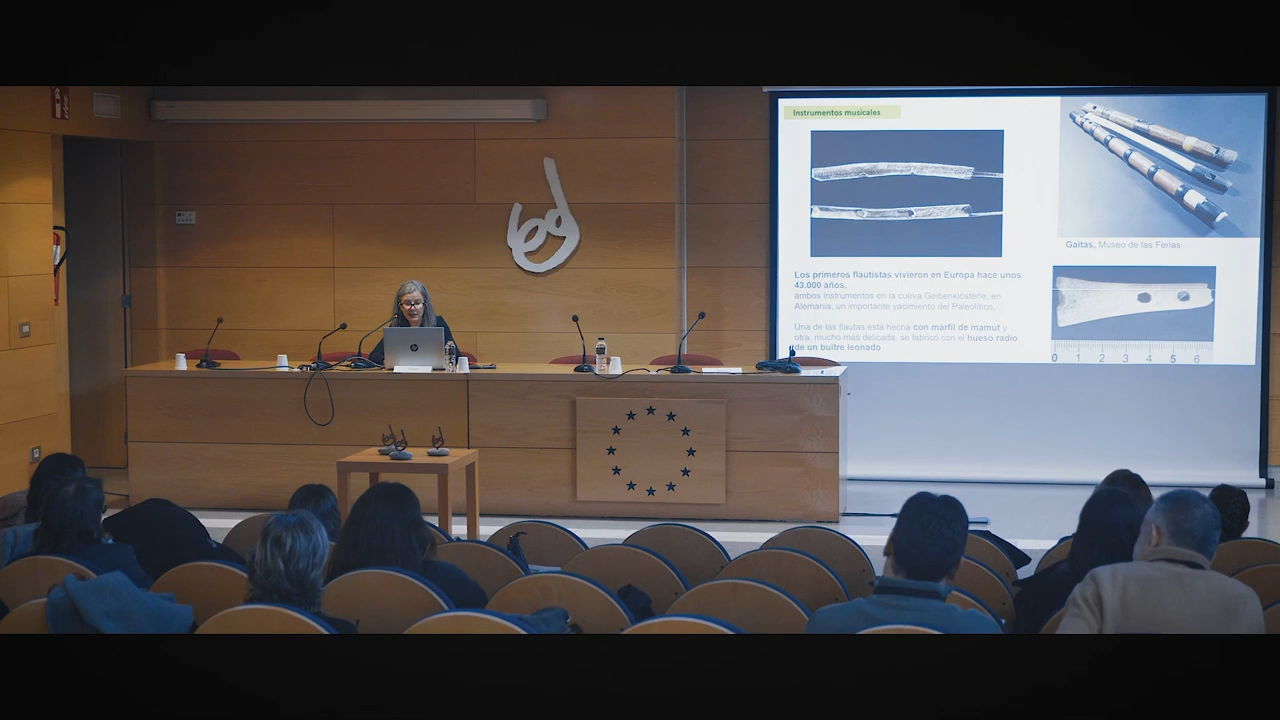 Instrumentos musicales
Gaitas, Museo de las Ferias
Los primeros flautistas vivieron en Europa hace unos
43.000 años,
ambos instrumentos en la cueva Geibenklösterle, en
Alemania, un importante yacimiento del Paleolítico.
Una de las flautas está hecha con marfil de mamut y
otra, mucho más delicada, se fabricó con el hueso radio
de un buitre leonado
0 1 2 3 4 5 6
hp